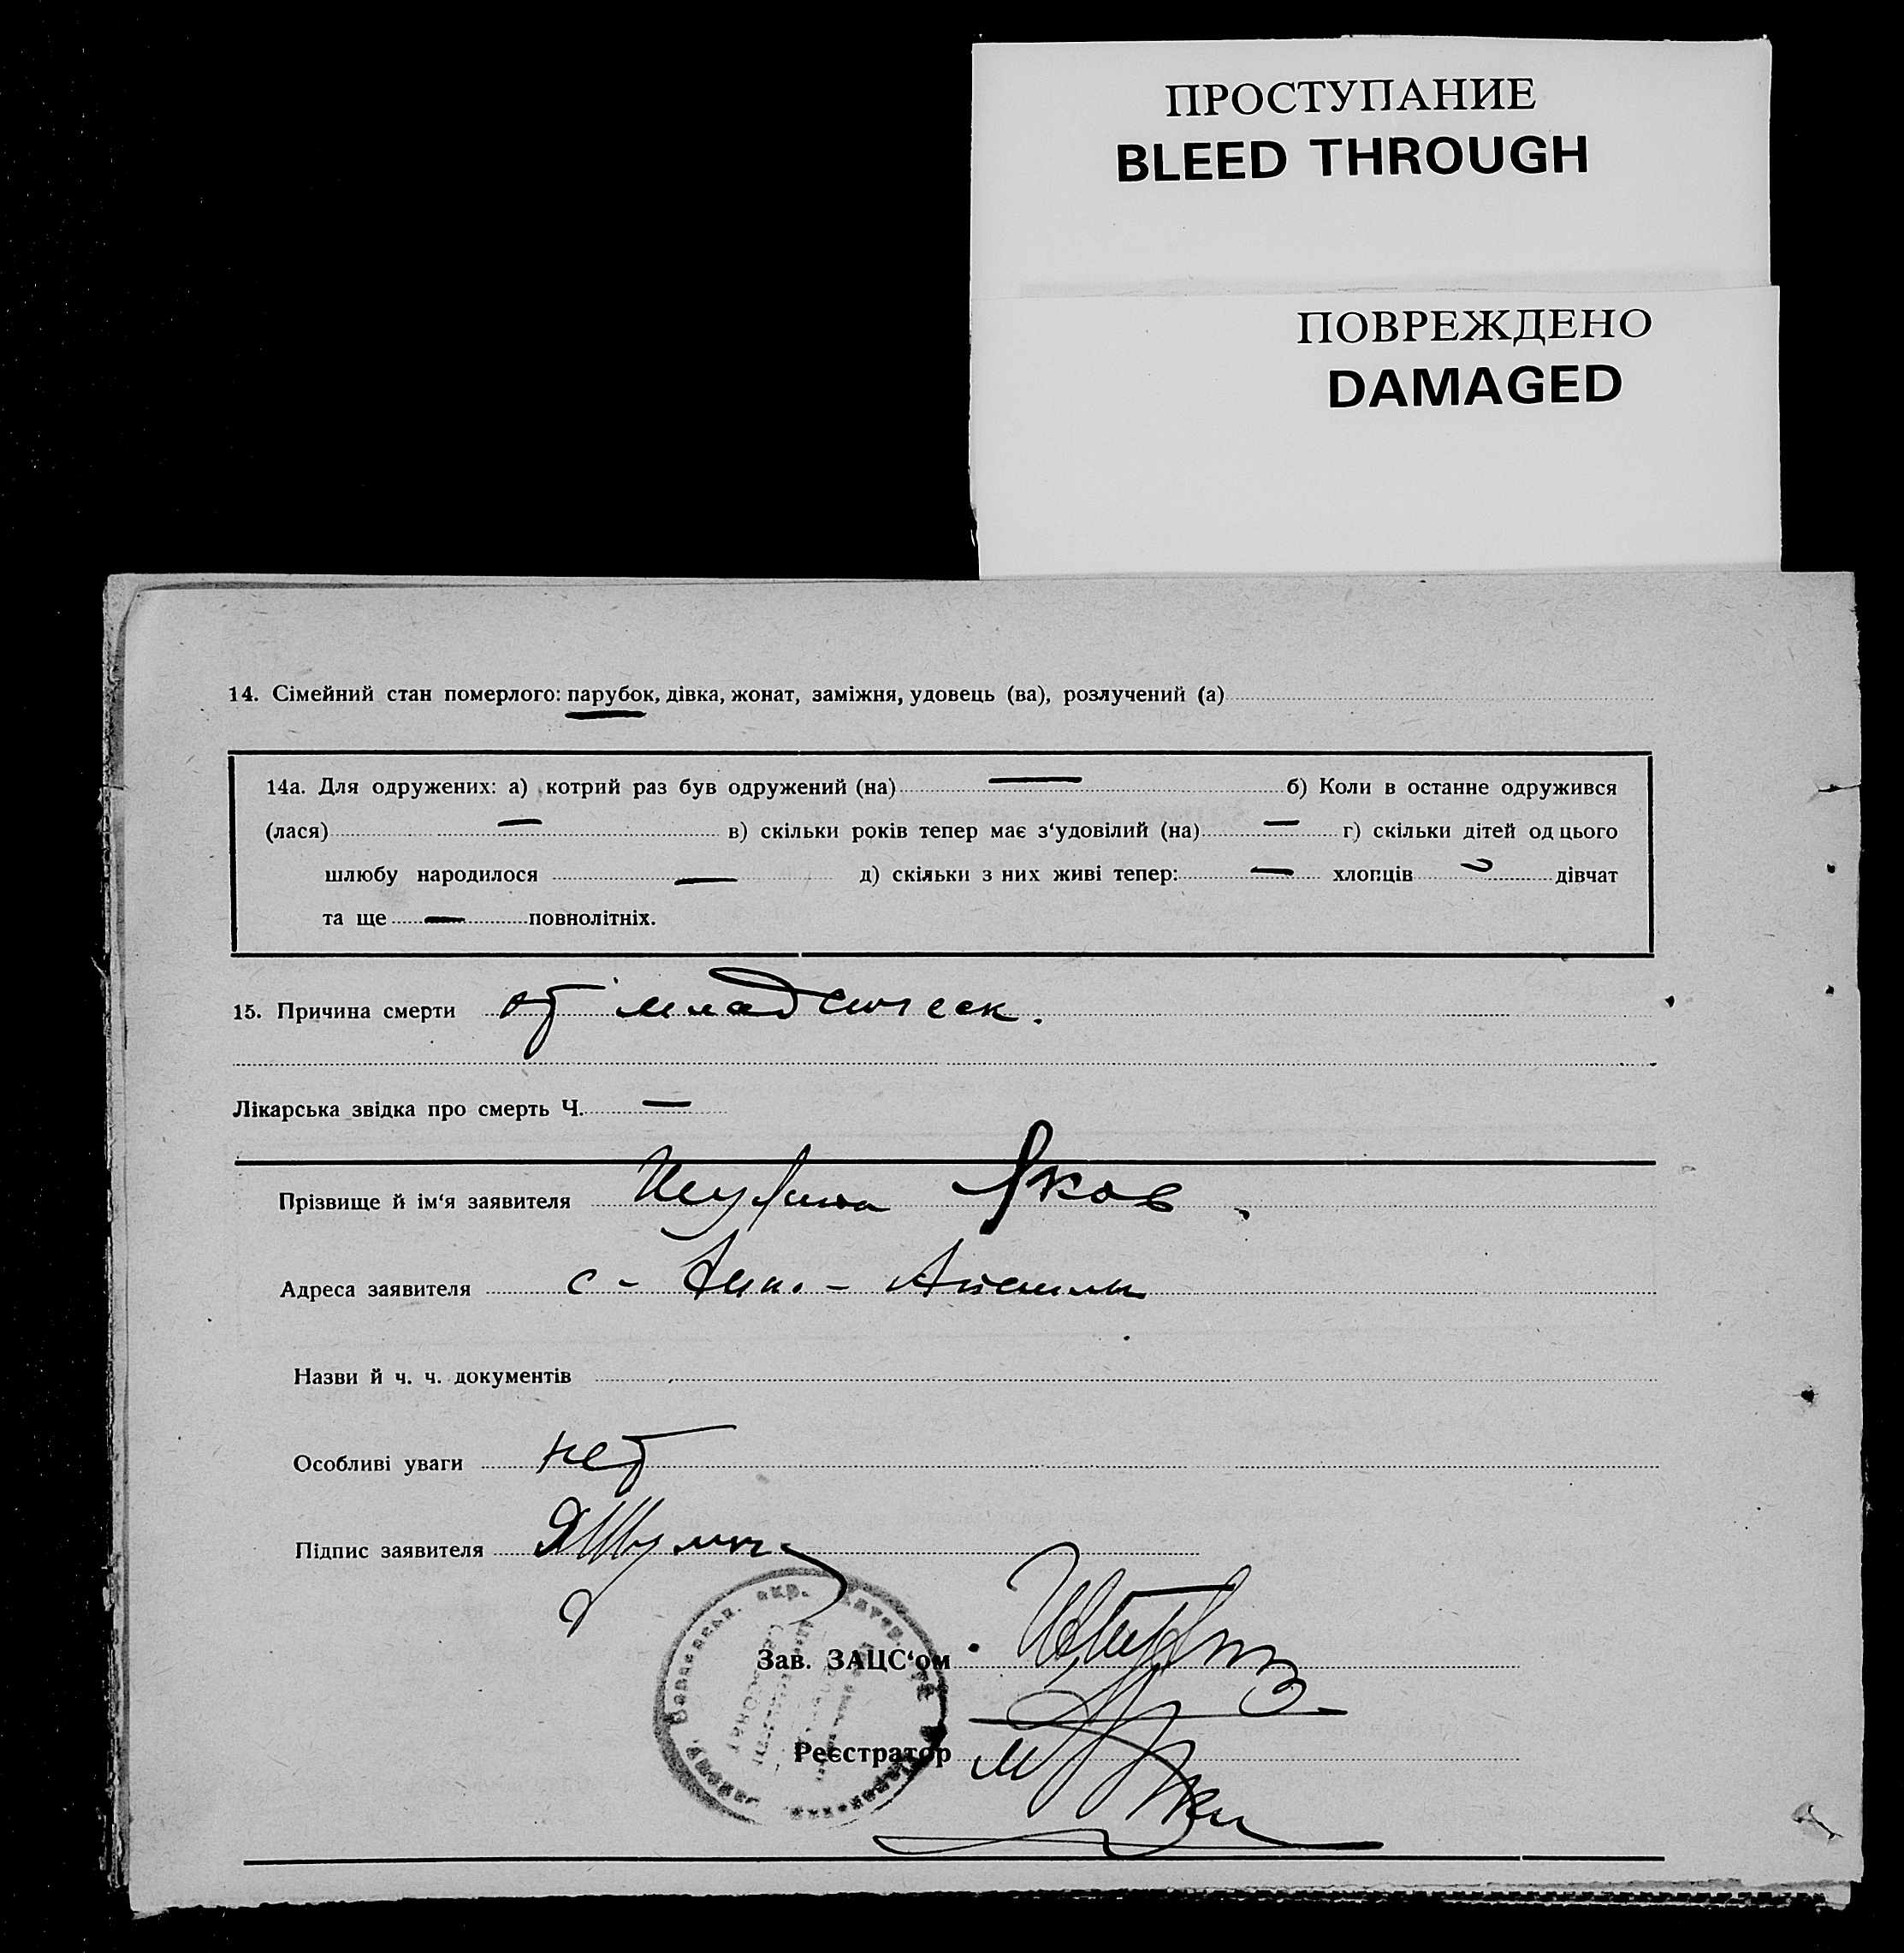 ПРОСТУПАНИЕ
BLEED THROUGH
ПОВРЕЖДЕНО
DAMAGED
14. Сімейний стан померлого: парубок, дівка, жонат, заміжня, удовець (ва), розлучений (а)
14а. Для одружених: а) котрий раз був одружений (на) — б) Коли в останне одружився
(лася) — в) скільки років тепер має з‘удовілий (на) — г) скільки дітей од цього
шлюбу народилося — д) скільки з них живі тепер: — хлопців — дівчат
та ще — повнолітніх.
15. Причина смерти от младенческ.
Лікарська звідка про смерть Ч. —
Прізвище й ім‘я заявителя Яков
Адреса заявителя с-
Назви й ч. ч. документів
Особливі уваги нет
Підпис заявителя
Зав. ЗАЦС‘ом
Реєстратор